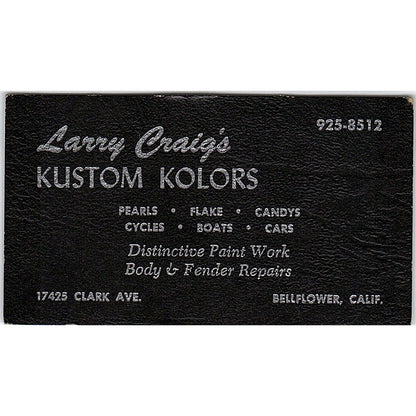 925-8512
Larry Craig's
KUSTOM KOLORS
PEARLS • FLAKE • CANDYS
CYCLES • BOATS • CARS
Distinctive Paint Work
Body & Fender Repairs
17425 CLARK AVE. BELLFLOWER, CALIF.